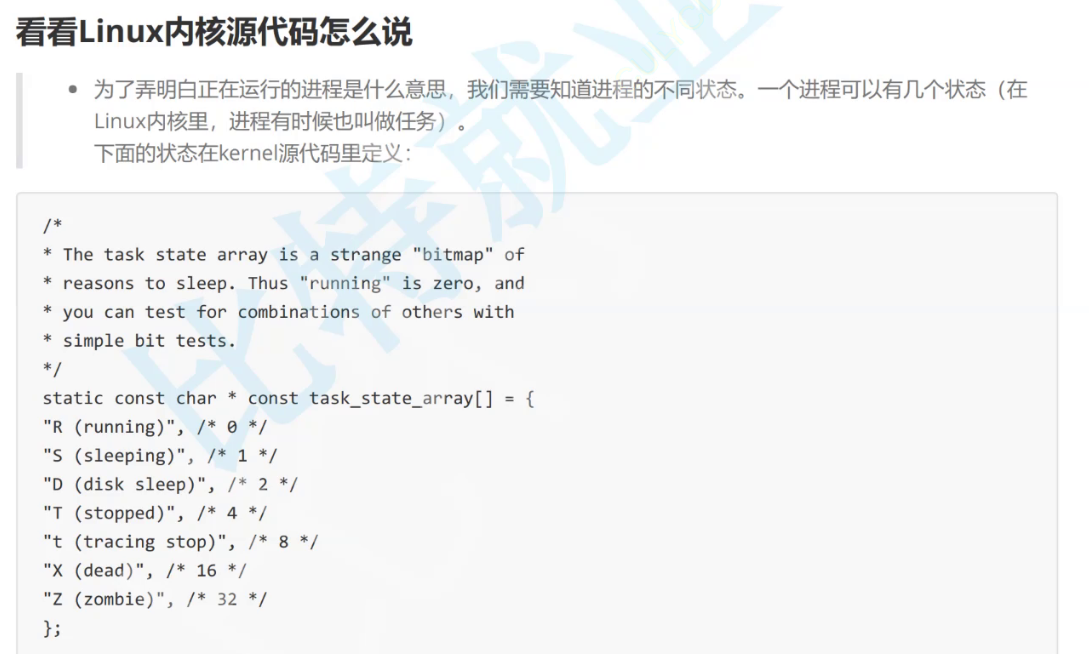 看看Linux内核源代码怎么说
• 为了弄明白正在运行的进程是什么意思，我们需要知道进程的不同状态。一个进程可以有几个状态（在
Linux内核里，进程有时候也叫做任务）。
下面的状态在kernel源代码里定义：
/*
* The task state array is a strange "bitmap" of
* reasons to sleep. Thus "running" is zero, and
* you can test for combinations of others with
* simple bit tests.
*/
static const char * const task_state_array[] = {
"R (running)", /* 0 */
"S (sleeping)", /* 1 */
"D (disk sleep)", /* 2 */
"T (stopped)", /* 4 */
"t (tracing stop)", /* 8 */
"X (dead)", /* 16 */
"Z (zombie)", /* 32 */
};
比特就业